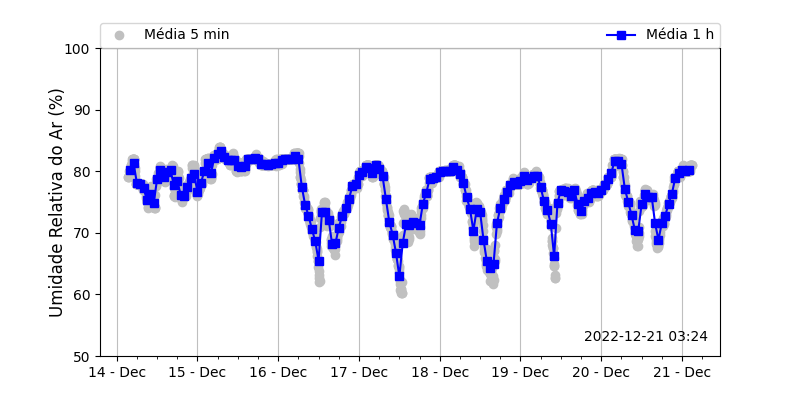 Média 5 min
Média 1 h
100
90
80
70
60
50
Umidade Relativa do Ar (%)
2022-12-21 03:24
14 - Dec
15 - Dec
16 - Dec
17 - Dec
18 - Dec
19 - Dec
20 - Dec
21 - Dec